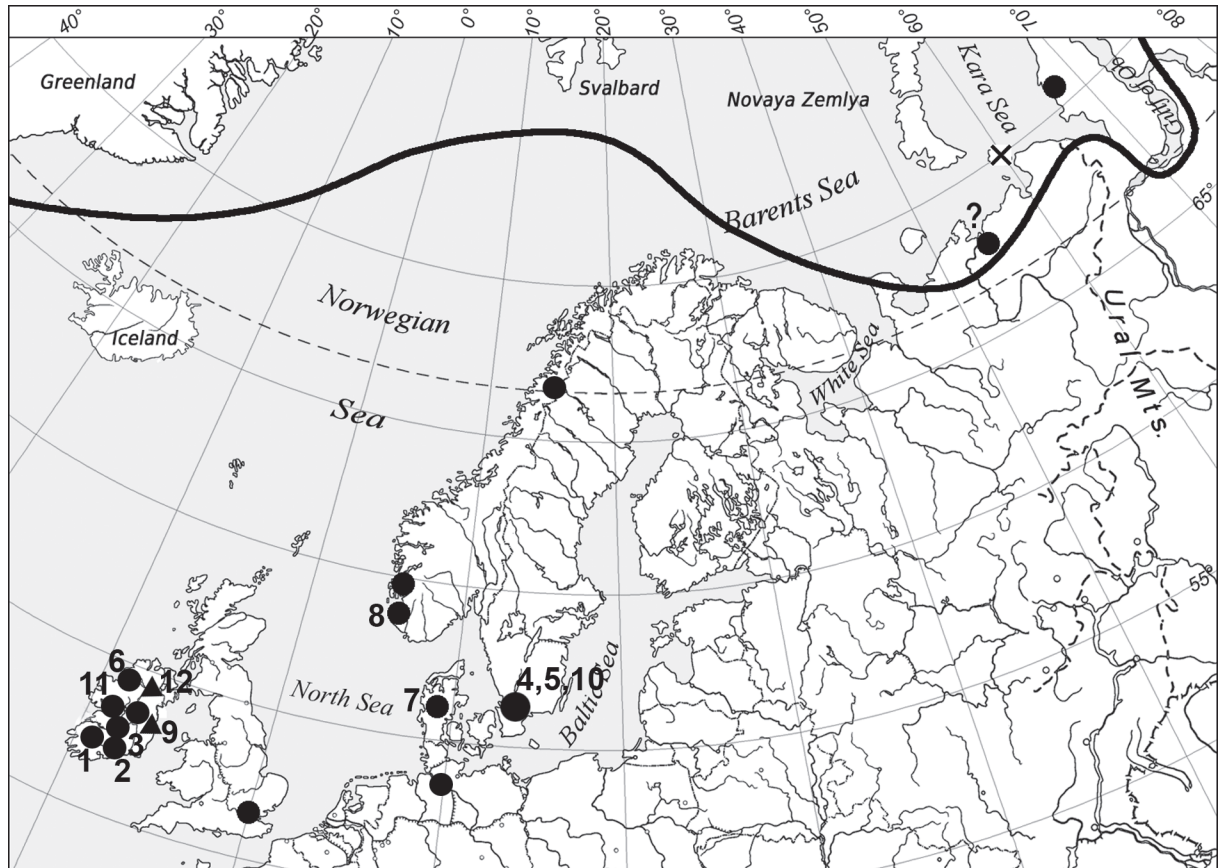 40° 30° 20° 10° 0° 10° 20° 30° 40° 50° 60° 70 80
Greenland
Svalbard
Novaya Zemlya
Kara Sea
Gulf of Ob
Barents Sea
65°
?
Norwegian
Iceland
Sea
White Sea
Ural Mts.
55°
8
6
11
12
North Sea
7
4,5,10
Baltic Sea
9
3
1
2